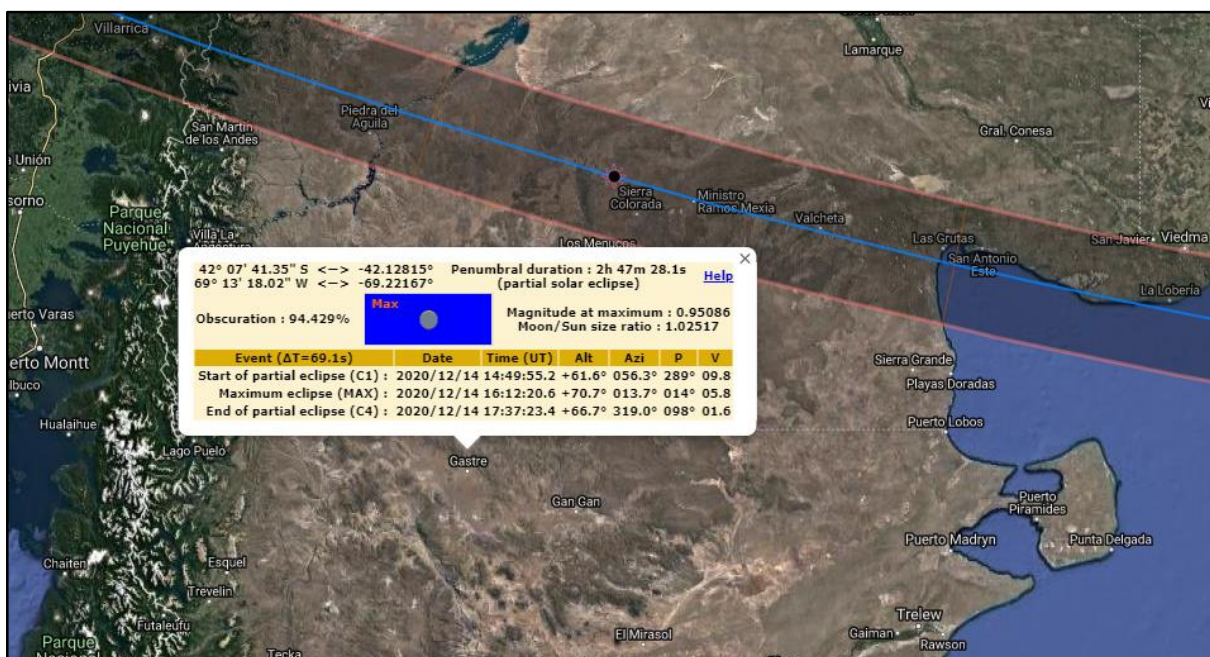 Villarrica
Lamarque
ivia
Piedra del
Aguila
San Martin
de los Andes
Gral. Conesa
a Unión
Sierra
Colorada
Ministro
Ramos Mexia
sorno
Parque
Nacional
Puyehue
Valcheta
Villa La
Los Menucos
Las Grutas
San Javier
Viedma
San Antonio
Este
La Lobería
42° 07' 41.35" S <—> -42.12815°
69° 13' 18.02" W <—> -69.22167°
Penumbral duration : 2h 47m 28.1s
(partial solar eclipse)
Help
×
Obscuration : 94.429%
Max
Magnitude at maximum : 0.95086
Moon/Sun size ratio : 1.02517
Event (ΔT=69.1s) Date Time (UT) Alt Azi P V
Start of partial eclipse (C1) : 2020/12/14 14:49:55.2 +61.6° 056.3° 289° 09.8
Maximum eclipse (MAX) : 2020/12/14 16:12:20.6 +70.7° 013.7° 014° 05.8
End of partial eclipse (C4) : 2020/12/14 17:37:23.4 +66.7° 319.0° 098° 01.6
uerto Varas
erto Montt
lbuco
Sierra Grande
Playas Doradas
Hualaihue
Puerto Lobos
Lago Puelo
Gastre
Gan Gan
Puerto
Piramides
Puerto Madryn
Punta Delgada
Chaiten
Esquel
Trevelin
Futaleufu
El Mirasol
Trelew
Gaiman
Rawson
Parque
Tecka